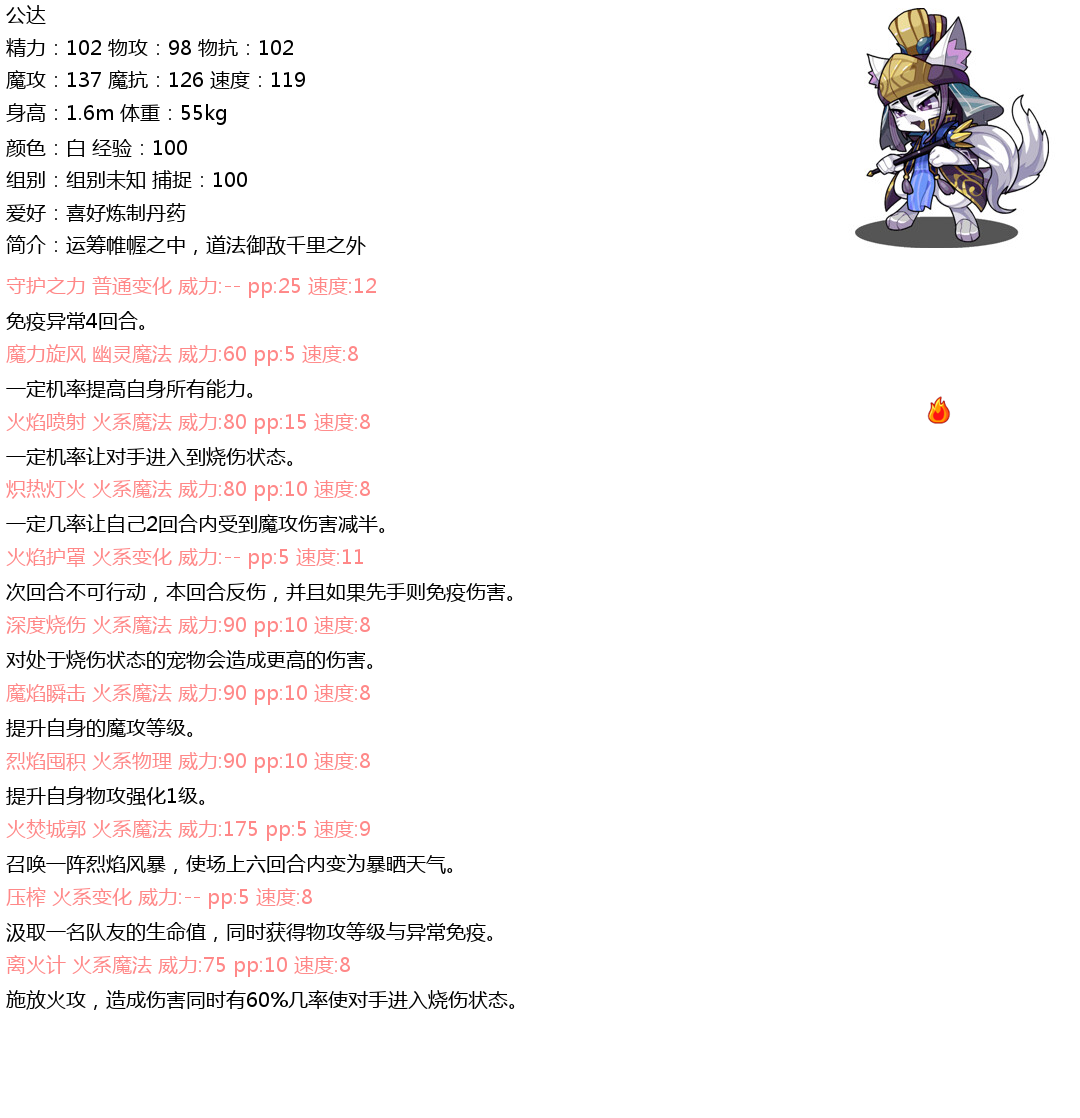 公达
精力：102 物攻：98 物抗：102
魔攻：137 魔抗：126 速度：119
身高：1.6m 体重：55kg
颜色：白 经验：100
组别：组别未知 捕捉：100
爱好：喜好炼制丹药
简介：运筹帷幄之中，道法御敌千里之外
守护之力 普通变化 威力:-- pp:25 速度:12
免疫异常4回合。
魔力旋风 幽灵魔法 威力:60 pp:5 速度:8
一定机率提高自身所有能力。
火焰喷射 火系魔法 威力:80 pp:15 速度:8
一定机率让对手进入到烧伤状态。
炽热灯火 火系魔法 威力:80 pp:10 速度:8
一定几率让自己2回合内受到魔攻伤害减半。
火焰护罩 火系变化 威力:-- pp:5 速度:11
次回合不可行动，本回合反伤，并且如果先手则免疫伤害。
深度烧伤 火系魔法 威力:90 pp:10 速度:8
对处于烧伤状态的宠物会造成更高的伤害。
魔焰瞬击 火系魔法 威力:90 pp:10 速度:8
提升自身的魔攻等级。
烈焰囤积 火系物理 威力:90 pp:10 速度:8
提升自身物攻强化1级。
火焚城郭 火系魔法 威力:175 pp:5 速度:9
召唤一阵烈焰风暴，使场上六回合内变为暴晒天气。
压榨 火系变化 威力:-- pp:5 速度:8
汲取一名队友的生命值，同时获得物攻等级与异常免疫。
离火计 火系魔法 威力:75 pp:10 速度:8
施放火攻，造成伤害同时有60%几率使对手进入烧伤状态。